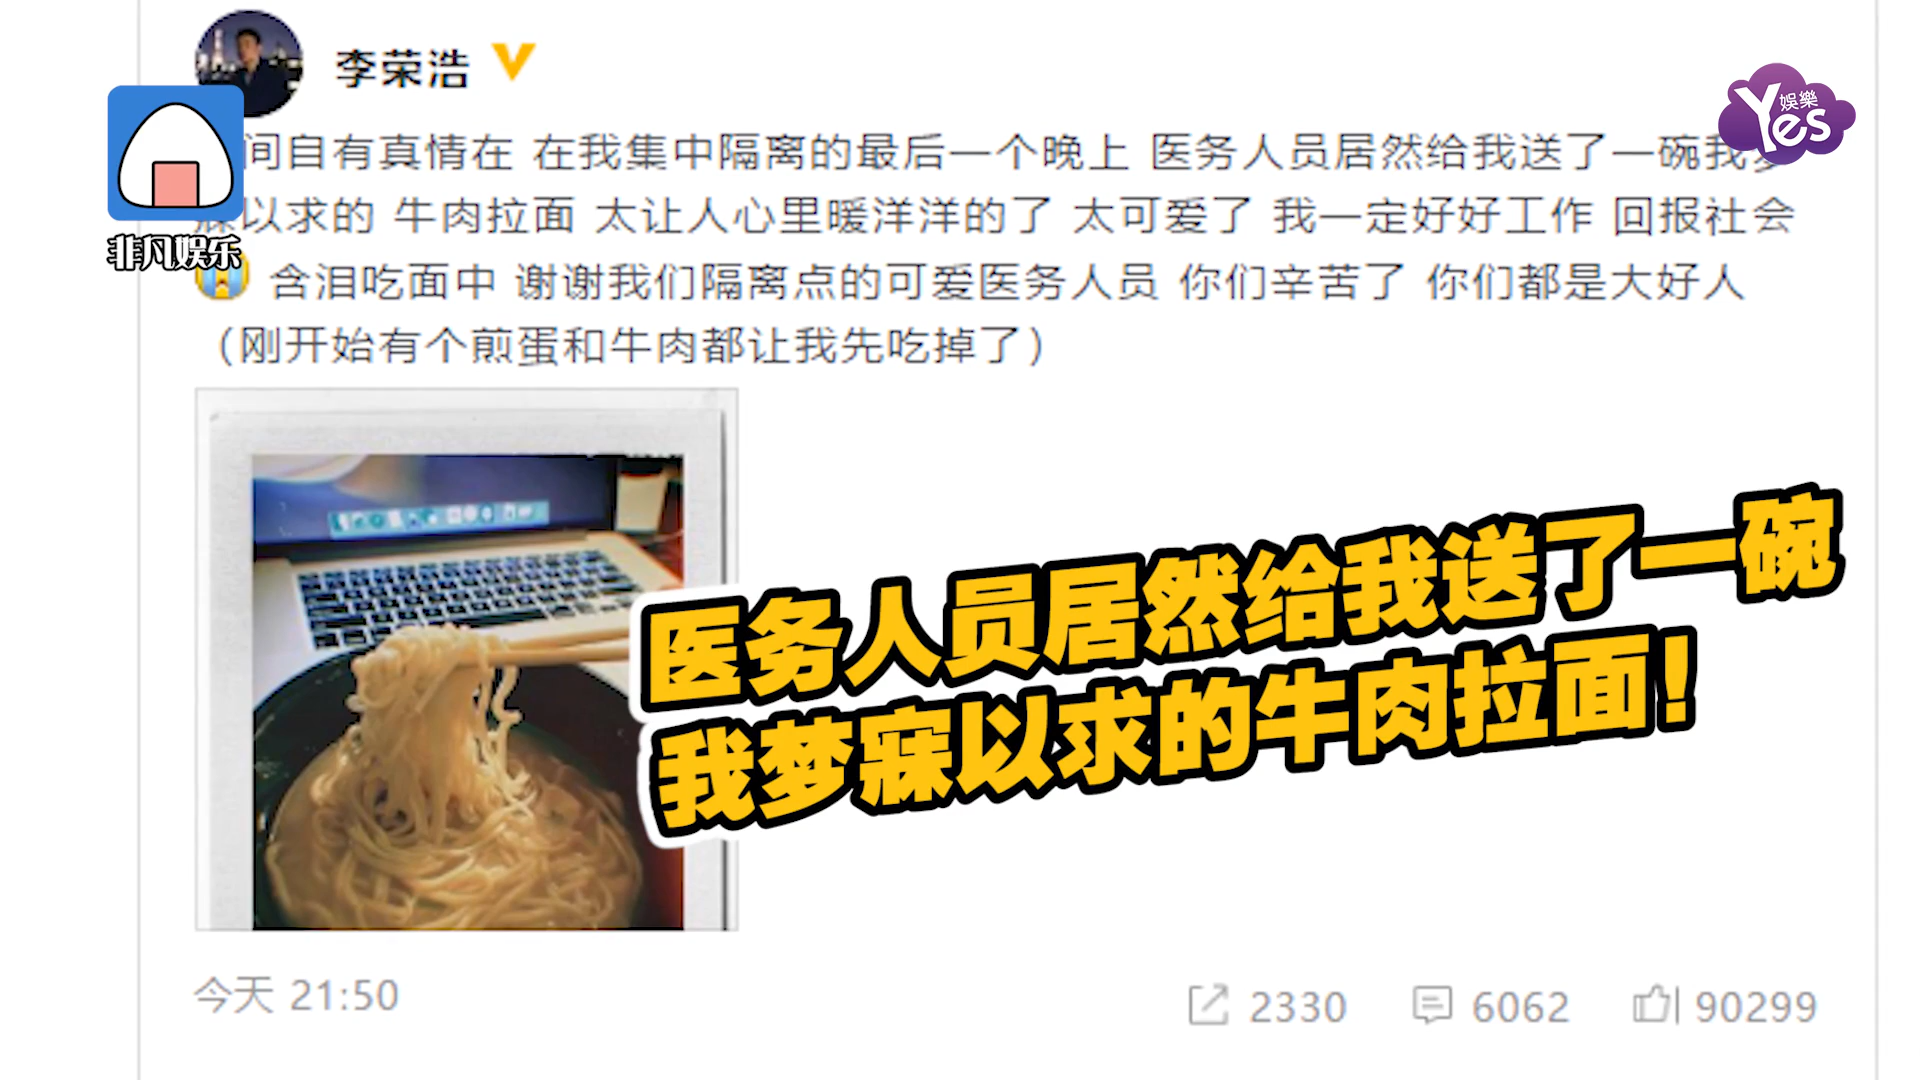 李荣浩
娱樂
Yes
间自有真情在 在我集中隔离的最后一个晚上 医务人员居然给我送了一碗我梦
寐以求的 牛肉拉面 太让人心里暖洋洋的了 太可爱了 我一定好好工作 回报社会
非凡娱乐
含泪吃面中 谢谢我们隔离点的可爱医务人员 你们辛苦了 你们都是大好人
（刚开始有个煎蛋和牛肉都让我先吃掉了）
医务人员居然给我送了一碗
我梦寐以求的牛肉拉面！
今天 21:50
2330 6062 90299